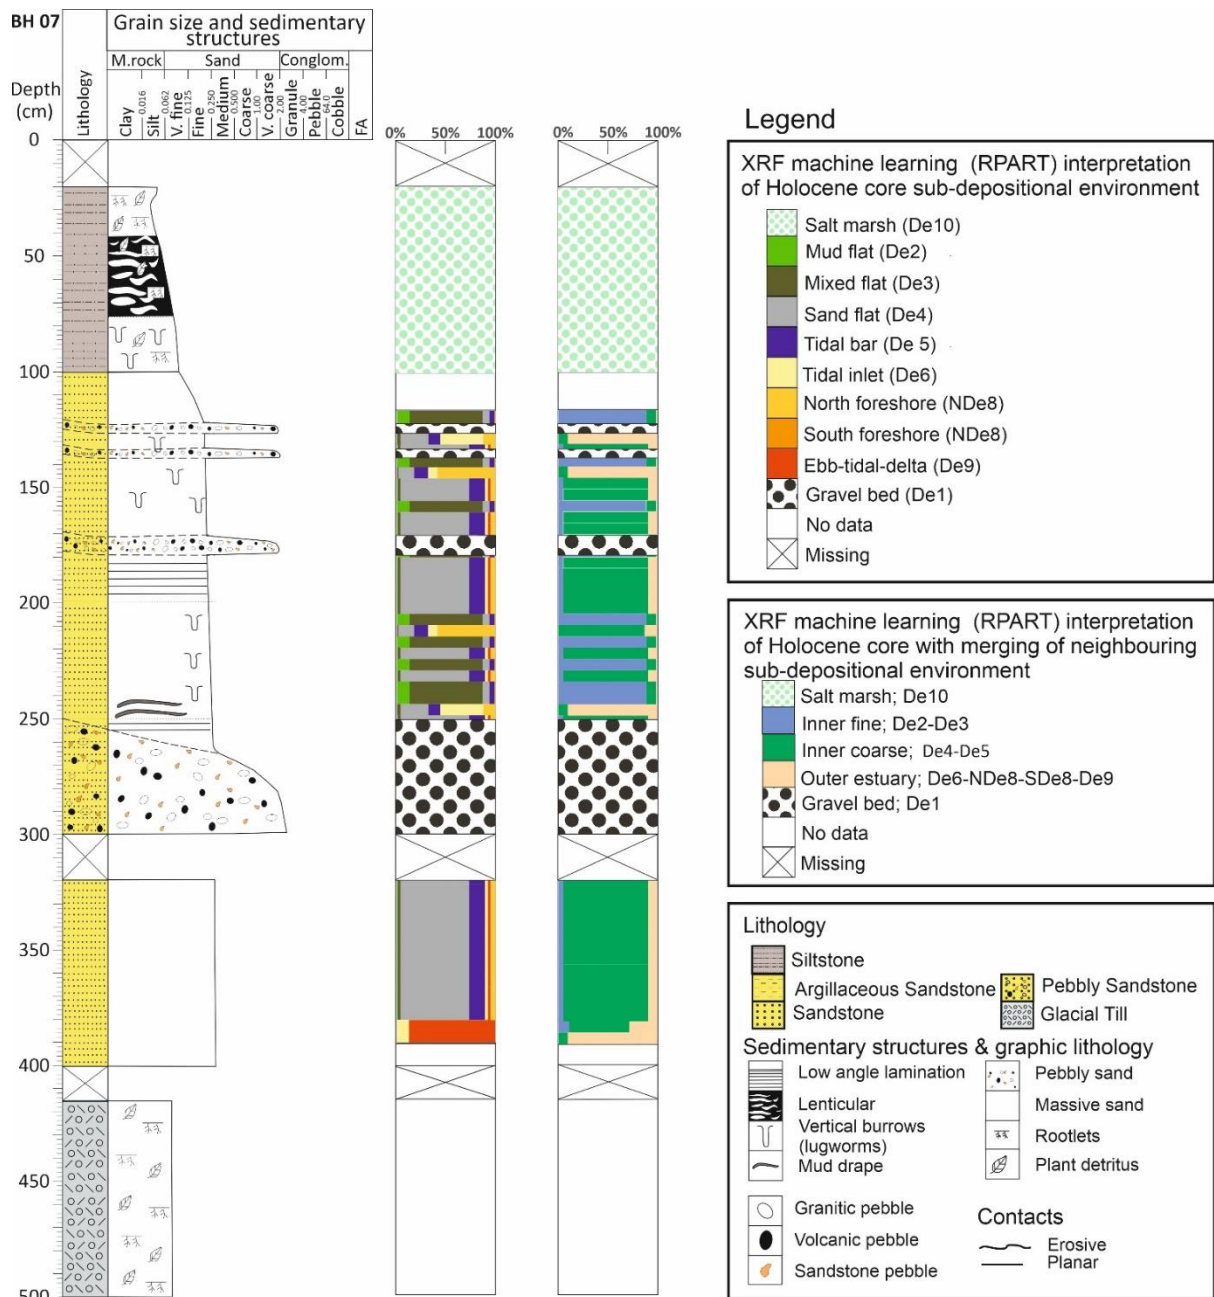 BH 07
Grain size and sedimentary
structures
M.rock Sand Conglom.
Depth
(cm)
Lithology
Clay
0.016
Silt
0.062
V. fine
0.125
Fine
0.250
Medium
0.500
Coarse
1.00
V. coarse
2.00
Granule
4.00
Pebble
64.0
Cobble
FA
0
50
100
150
200
250
300
350
400
450
500
0% 50% 100%
0% 50% 100%
Legend
XRF machine learning (RPART) interpretation
of Holocene core sub-depositional environment
Salt marsh (De10)
Mud flat (De2)
Mixed flat (De3)
Sand flat (De4)
Tidal bar (De 5)
Tidal inlet (De6)
North foreshore (NDe8)
South foreshore (NDe8)
Ebb-tidal-delta (De9)
Gravel bed (De1)
No data
Missing
XRF machine learning (RPART) interpretation
of Holocene core with merging of neighbouring
sub-depositional environment
Salt marsh; De10
Inner fine; De2-De3
Inner coarse; De4-De5
Outer estuary; De6-NDe8-SDe8-De9
Gravel bed; De1
No data
Missing
Lithology
Siltstone
Argillaceous Sandstone
Sandstone
Pebbly Sandstone
Glacial Till
Sedimentary structures & graphic lithology
Low angle lamination
Lenticular
Vertical burrows
(lugworms)
Mud drape
Pebbly sand
Massive sand
Rootlets
Plant detritus
Granitic pebble
Volcanic pebble
Sandstone pebble
Contacts
Erosive
Planar